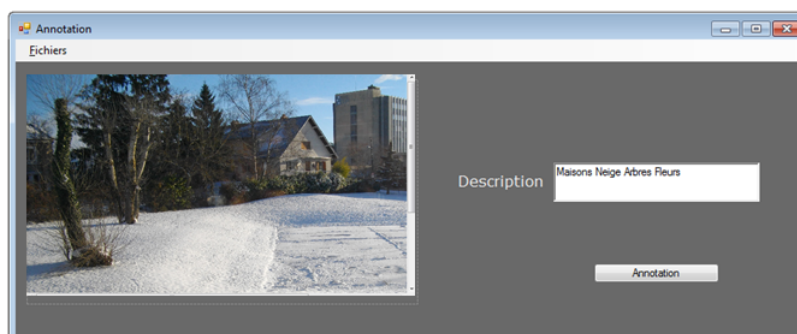 Annotation
Fichiers
Description
Maisons Neige Arbres Fleurs
Annotation